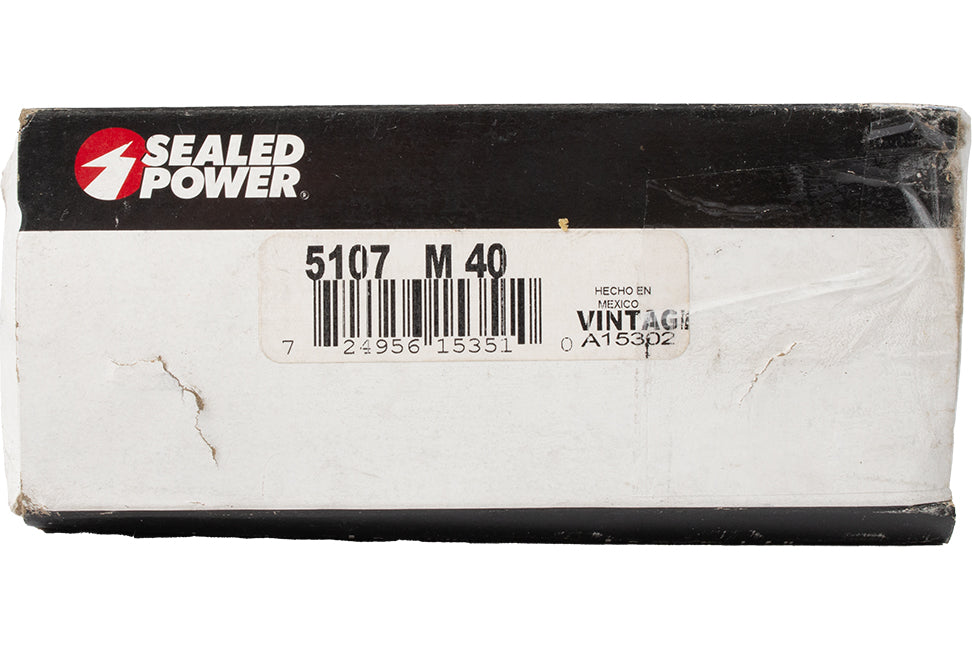 SEALED
POWER®
5107 M 40
7 24956 15351 0
HECHO EN
MEXICO
VINTAGE
A15302